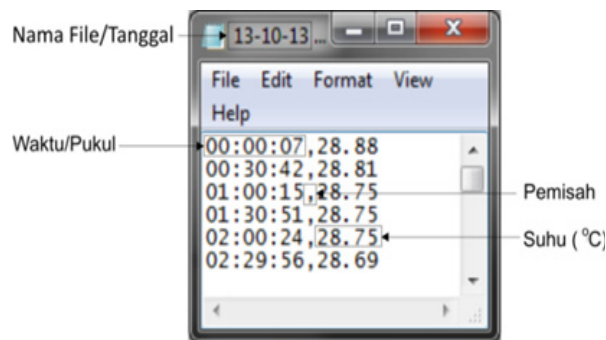 Nama File/Tanggal
13-10-13...
File Edit Format View
Help
Waktu/Pukul
00:00:07,28.88
00:30:42,28.81
01:00:15,28.75
01:30:51,28.75
02:00:24,28.75
02:29:56,28.69
Pemisah
Suhu (°C)